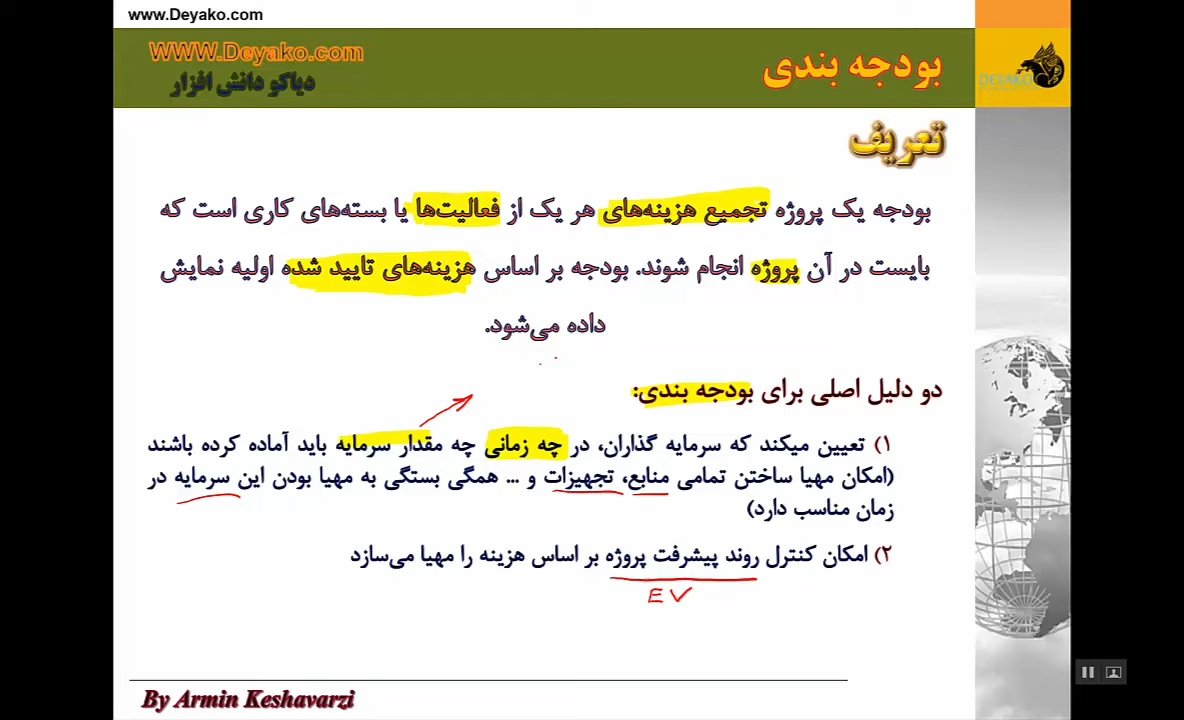 www.Deyako.com
WWW.Deyako.com
دیاکو دانش افزار
بودجه بندی
DEYAKO
تعریف
بودجه یک پروژه تجمیع هزینه‌های هر یک از فعالیت‌ها یا بسته‌های کاری است که
بایست در آن پروژه انجام شوند. بودجه بر اساس هزینه‌های تایید شده اولیه نمایش
داده می‌شود.
دو دلیل اصلی برای بودجه بندی:
۱) تعیین میکند که سرمایه گذاران، در چه زمانی چه مقدار سرمایه باید آماده کرده باشند
(امکان مهیا ساختن تمامی منابع، تجهیزات و ... همگی بستگی به مهیا بودن این سرمایه در
زمان مناسب دارد)
۲) امکان کنترل روند پیشرفت پروژه بر اساس هزینه را مهیا می‌سازد
EV
By Armin Keshavarzi